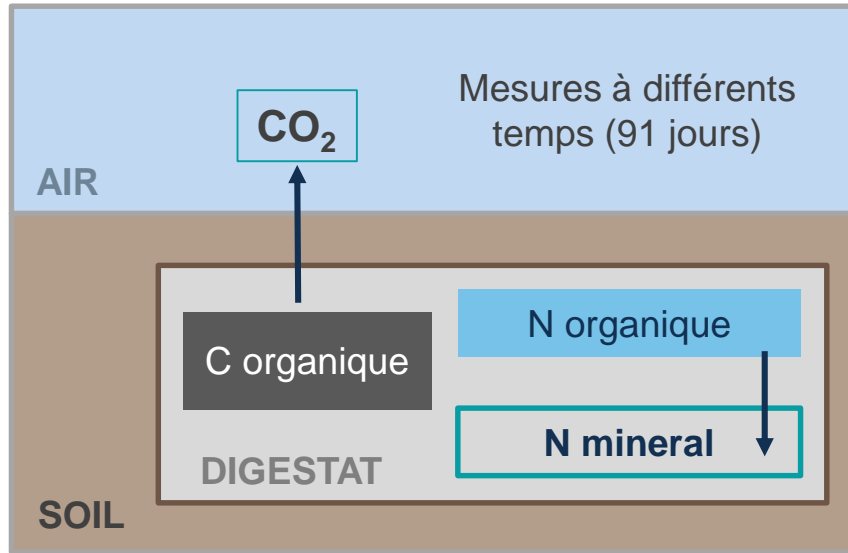 Mesures à différents
temps (91 jours)
CO₂
AIR
C organique
N organique
N mineral
DIGESTAT
SOIL